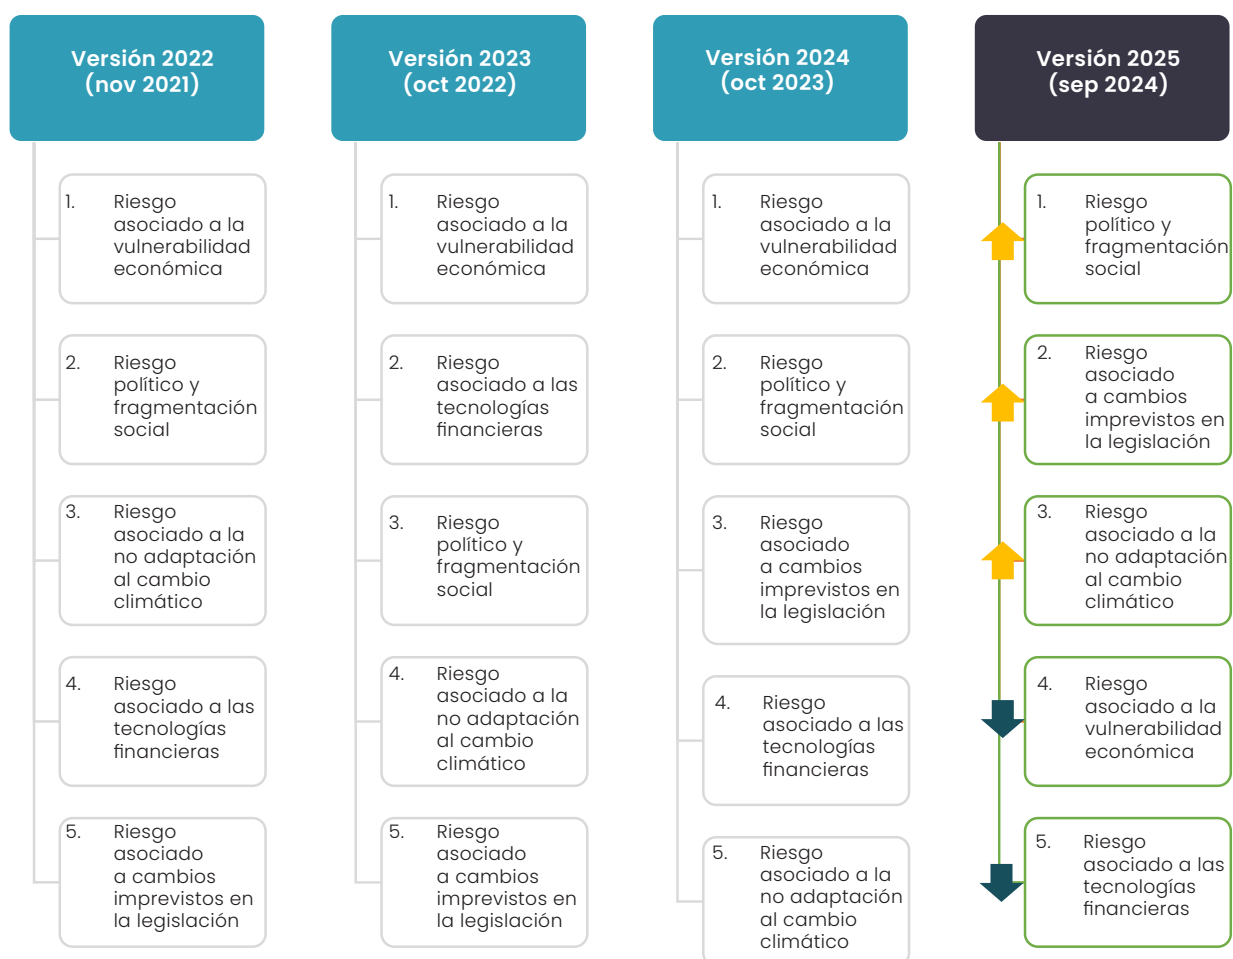 Versión 2022
(nov 2021)
1. Riesgo
asociado a la
vulnerabilidad
económica
2. Riesgo
político y
fragmentación
social
3. Riesgo
asociado a la
no adaptación
al cambio
climático
4. Riesgo
asociado a las
tecnologías
financieras
5. Riesgo
asociado
a cambios
imprevistos en
la legislación
Versión 2023
(oct 2022)
1. Riesgo
asociado a la
vulnerabilidad
económica
2. Riesgo
asociado a las
tecnologías
financieras
3. Riesgo
político y
fragmentación
social
4. Riesgo
asociado a la
no adaptación
al cambio
climático
5. Riesgo
asociado
a cambios
imprevistos en
la legislación
Versión 2024
(oct 2023)
1. Riesgo
asociado a la
vulnerabilidad
económica
2. Riesgo
político y
fragmentación
social
3. Riesgo
asociado
a cambios
imprevistos en
la legislación
4. Riesgo
asociado a las
tecnologías
financieras
5. Riesgo
asociado a la
no adaptación
al cambio
climático
Versión 2025
(sep 2024)
1. Riesgo
político y
fragmentación
social
2. Riesgo
asociado
a cambios
imprevistos en
la legislación
3. Riesgo
asociado a la
no adaptación
al cambio
climático
4. Riesgo
asociado a la
vulnerabilidad
económica
5. Riesgo
asociado a las
tecnologías
financieras